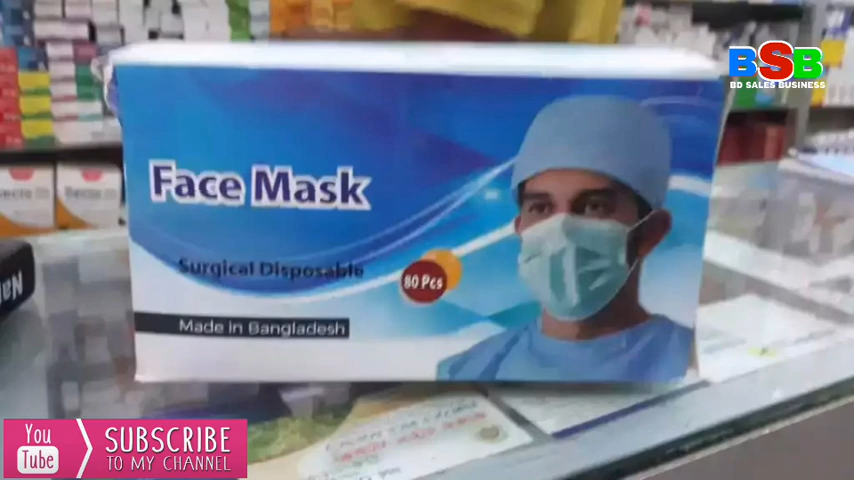 BSB
BD SALES BUSINESS
Face Mask
Surgical Disposable
80 Pcs
Made in Bangladesh
You
Tube
SUBSCRIBE
TO MY CHANNEL